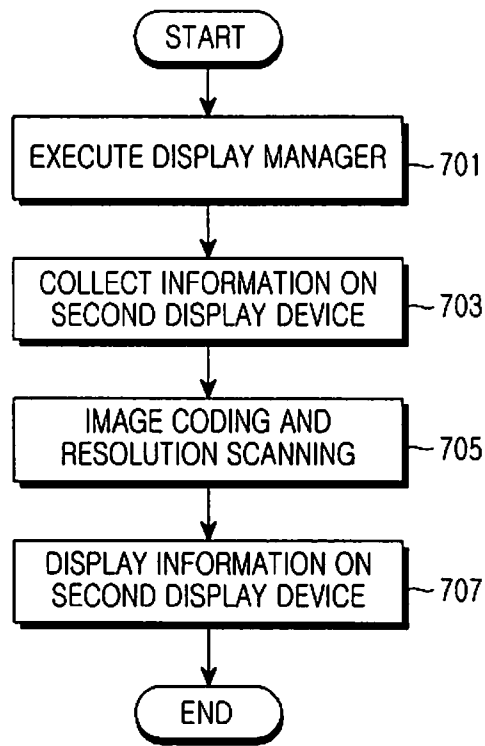 START
EXECUTE DISPLAY MANAGER
701
COLLECT INFORMATION ON
SECOND DISPLAY DEVICE
703
IMAGE CODING AND
RESOLUTION SCANNING
705
DISPLAY INFORMATION ON
SECOND DISPLAY DEVICE
707
END